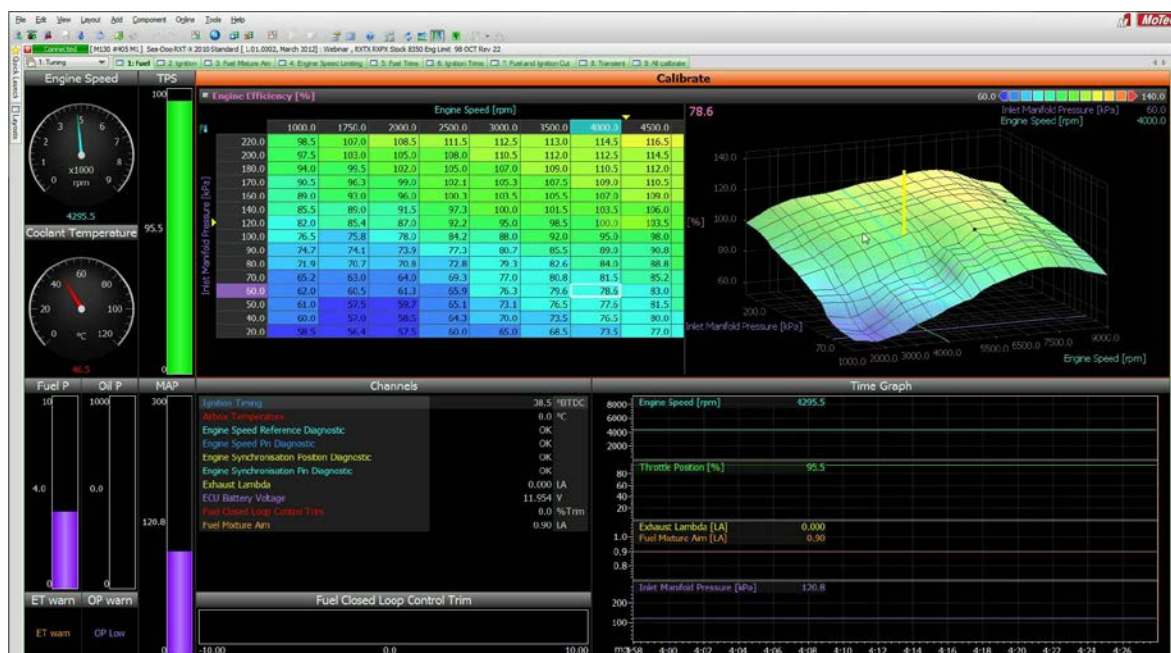 File Edit View Layout Add Component Online Tools Help
MoTec
Connected [M130 #405 M1] Sea-Doo RXT-X 2010 Standard [ 1.01.0002, March 2012] : Webinar , RXTX RXPX Stock 8350 Eng Limit 98 OCT Rev 22
1: Tuning 1: Fuel 2: Ignition 3: Fuel Mixture Aim 4: Engine Speed Limiting 5: Fuel Time 6: Ignition Time 7: Fuel and Ignition Cut 8: Transient 9: All calibrate
Quick Launch
Layouts
Engine Speed TPS Calibrate
0 1 2 3 4 5 6 7 8 9
x1000
rpm
4295.5
100
95.5
0
Coolant Temperature
0 20 40 60 80 100 120
°C
46.5
Engine Efficiency [%]
Engine Speed [rpm]
Inlet Manifold Pressure [kPa]
1000.0 1750.0 2000.0 2500.0 3000.0 3500.0 4000.0 4500.0
220.0 98.5 107.0 108.5 111.5 112.5 113.0 114.5 116.5
200.0 97.5 103.0 105.0 108.0 110.5 112.0 112.5 114.5
180.0 94.0 99.5 102.0 105.0 107.0 109.0 110.5 112.0
170.0 90.5 96.3 99.0 102.1 105.3 107.5 109.0 110.5
160.0 89.0 93.0 96.0 100.3 103.5 105.5 107.0 109.0
140.0 85.5 89.0 91.5 97.3 100.0 101.5 103.5 106.0
120.0 82.0 85.4 87.0 92.2 95.0 98.5 100.0 103.5
100.0 76.5 75.8 78.0 84.2 88.0 92.0 95.0 98.0
90.0 74.7 74.1 73.9 77.3 80.7 85.5 89.0 90.8
80.0 71.9 70.7 70.8 72.8 79.3 82.6 84.0 88.8
70.0 65.2 63.0 64.0 69.3 77.0 80.8 81.5 85.2
60.0 62.0 60.5 61.3 65.9 76.3 79.6 78.6 83.0
50.0 61.0 57.5 59.7 65.1 73.1 76.5 77.6 81.5
40.0 60.0 57.0 58.5 64.3 70.0 73.5 76.5 80.0
20.0 58.5 56.4 57.5 60.0 65.0 68.5 73.5 77.0
78.6
60.0 140.0
Inlet Manifold Pressure [kPa] 60.0
Engine Speed [rpm] 4000.0
140.0
120.0
[%] 100.0
80.0
60.0
200.0
Inlet Manifold Pressure [kPa]
70.0
1000.0 2000.0 3000.0 4000.0 5500.0 6500.0 7500.0 9000.0
Engine Speed [rpm]
Fuel P Oil P MAP
10 1000 300
4.0 0.0 120.8
0 0 0
ET warn OP warn
ET warn OP Low
Channels
Ignition Timing 38.5 °BTDC
Airbox Temperature 0.0 °C
Engine Speed Reference Diagnostic OK
Engine Speed Pin Diagnostic OK
Engine Synchronisation Position Diagnostic OK
Engine Synchronisation Pin Diagnostic OK
Exhaust Lambda 0.000 LA
ECU Battery Voltage 11.954 V
Fuel Closed Loop Control Trim 0.0 %Trim
Fuel Mixture Aim 0.90 LA
Fuel Closed Loop Control Trim
-10.00 0.0 10.00
Time Graph
Engine Speed [rpm] 4295.5
8000
6000
4000
2000
Throttle Position [%] 95.5
80
60
40
20
Exhaust Lambda [LA] 0.000
Fuel Mixture Aim [LA] 0.90
1.0
0.9
0.8
Inlet Manifold Pressure [kPa] 120.8
200
100
4:00 4:02 4:04 4:06 4:08 4:10 4:12 4:14 4:16 4:18 4:20 4:22 4:24 4:26